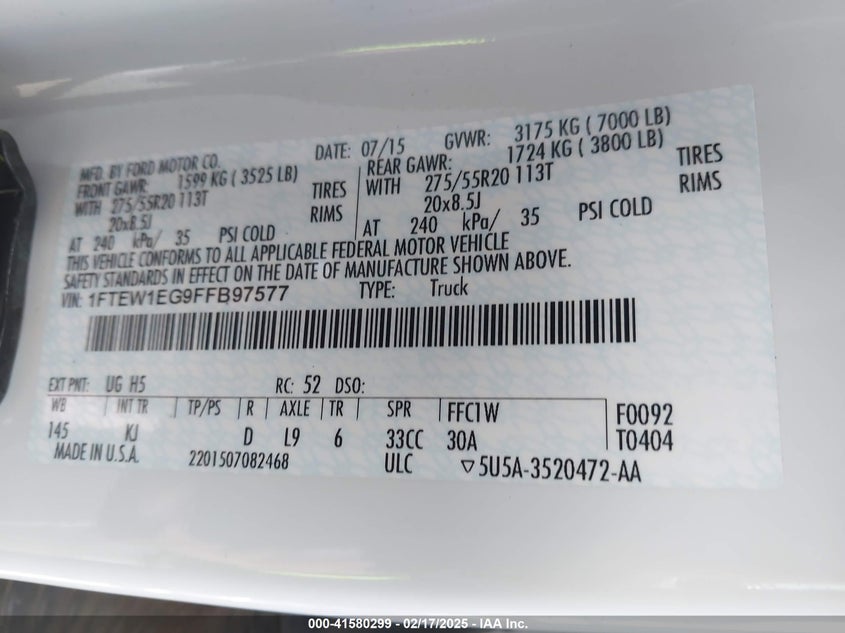 MFD. BY FORD MOTOR CO. DATE: 07/15 GVWR: 3175 KG ( 7000 LB)
FRONT GAWR: 1599 KG ( 3525 LB) REAR GAWR: 1724 KG ( 3800 LB)
WITH 275/55R20 113T TIRES WITH 275/55R20 113T TIRES
20x8.5J RIMS 20x8.5J RIMS
AT 240 kPa/ 35 PSI COLD AT 240 kPa/ 35 PSI COLD
THIS VEHICLE CONFORMS TO ALL APPLICABLE FEDERAL MOTOR VEHICLE
SAFETY STANDARDS IN EFFECT ON THE DATE OF MANUFACTURE SHOWN ABOVE.
VIN: 1FTEW1EG9FFB97577 TYPE: Truck
EXT PNT: UG H5 RC: 52 DSO:
WB INT TR TP/PS R AXLE TR SPR FFC1W F0092
145 KJ D L9 6 33CC 30A T0404
MADE IN U.S.A. 2201507082468 ULC ▽5U5A-3520472-AA
000-41580299 - 02/17/2025 - IAA Inc.